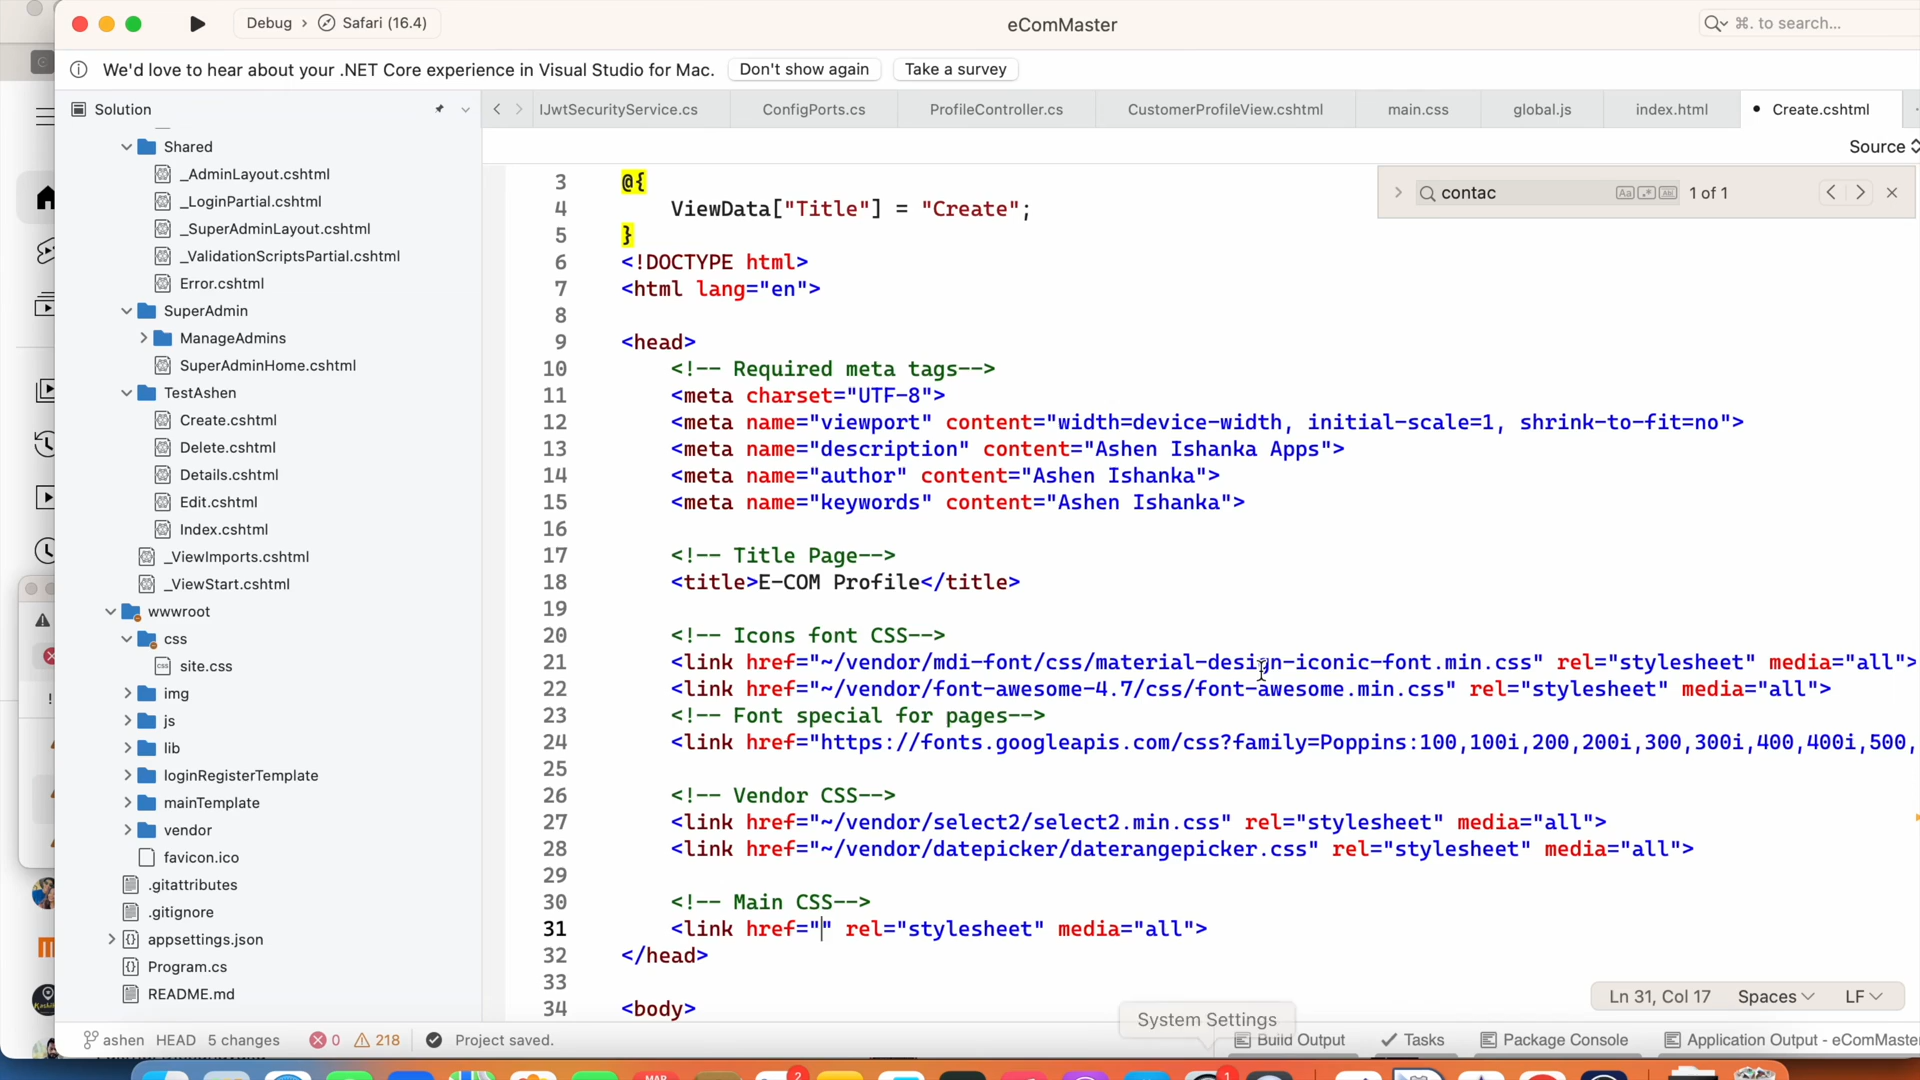 Debug › Safari (16.4)
eComMaster
⌘. to search...
We'd love to hear about your .NET Core experience in Visual Studio for Mac.
Don't show again
Take a survey
Solution
IJwtSecurityService.cs
ConfigPorts.cs
ProfileController.cs
CustomerProfileView.cshtml
main.css
global.js
index.html
Create.cshtml
Source
contac
1 of 1
Shared
_AdminLayout.cshtml
_LoginPartial.cshtml
_SuperAdminLayout.cshtml
_ValidationScriptsPartial.cshtml
Error.cshtml
SuperAdmin
ManageAdmins
SuperAdminHome.cshtml
TestAshen
Create.cshtml
Delete.cshtml
Details.cshtml
Edit.cshtml
Index.cshtml
_ViewImports.cshtml
_ViewStart.cshtml
wwwroot
css
site.css
img
js
lib
loginRegisterTemplate
mainTemplate
vendor
favicon.ico
.gitattributes
.gitignore
appsettings.json
Program.cs
README.md
3 @{
4 ViewData["Title"] = "Create";
5 }
6 <!DOCTYPE html>
7 <html lang="en">
8
9 <head>
10 <!-- Required meta tags-->
11 <meta charset="UTF-8">
12 <meta name="viewport" content="width=device-width, initial-scale=1, shrink-to-fit=no">
13 <meta name="description" content="Ashen Ishanka Apps">
14 <meta name="author" content="Ashen Ishanka">
15 <meta name="keywords" content="Ashen Ishanka">
16
17 <!-- Title Page-->
18 <title>E-COM Profile</title>
19
20 <!-- Icons font CSS-->
21 <link href="~/vendor/mdi-font/css/material-design-iconic-font.min.css" rel="stylesheet" media="all">
22 <link href="~/vendor/font-awesome-4.7/css/font-awesome.min.css" rel="stylesheet" media="all">
23 <!-- Font special for pages-->
24 <link href="https://fonts.googleapis.com/css?family=Poppins:100,100i,200,200i,300,300i,400,400i,500,
25
26 <!-- Vendor CSS-->
27 <link href="~/vendor/select2/select2.min.css" rel="stylesheet" media="all">
28 <link href="~/vendor/datepicker/daterangepicker.css" rel="stylesheet" media="all">
29
30 <!-- Main CSS-->
31 <link href="" rel="stylesheet" media="all">
32 </head>
33
34 <body>
Ln 31, Col 17
Spaces
LF
System Settings
ashen HEAD 5 changes
0
218
Project saved.
Build Output
Tasks
Package Console
Application Output - eComMaster
MAR
2
1